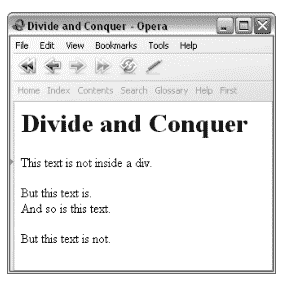 Divide and Conquer - Opera
File Edit View Bookmarks Tools Help
Home Index Contents Search Glossary Help First
Divide and Conquer
This text is not inside a div.
But this text is.
And so is this text.
But this text is not.